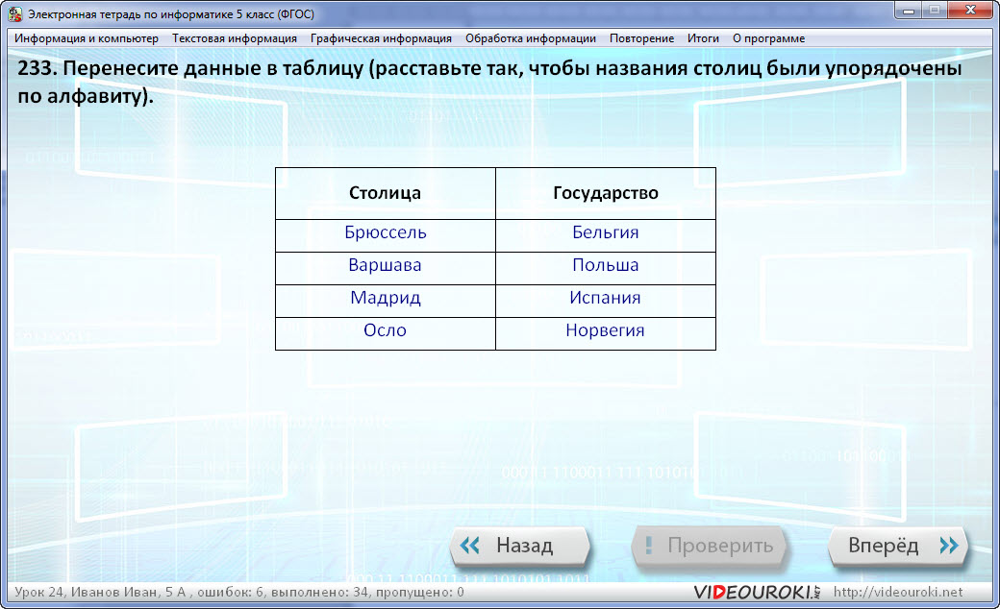 Электронная тетрадь по информатике 5 класс (ФГОС)
Информация и компьютер Текстовая информация Графическая информация Обработка информации Повторение Итоги О программе
233. Перенесите данные в таблицу (расставьте так, чтобы названия столиц были упорядочены
по алфавиту).
Столица Государство
Брюссель Бельгия
Варшава Польша
Мадрид Испания
Осло Норвегия
Назад ! Проверить Вперёд
Урок 24, Иванов Иван, 5 А , ошибок: 6, выполнено: 34, пропущено: 0 VIDEOUROKI.NET http://videouroki.net